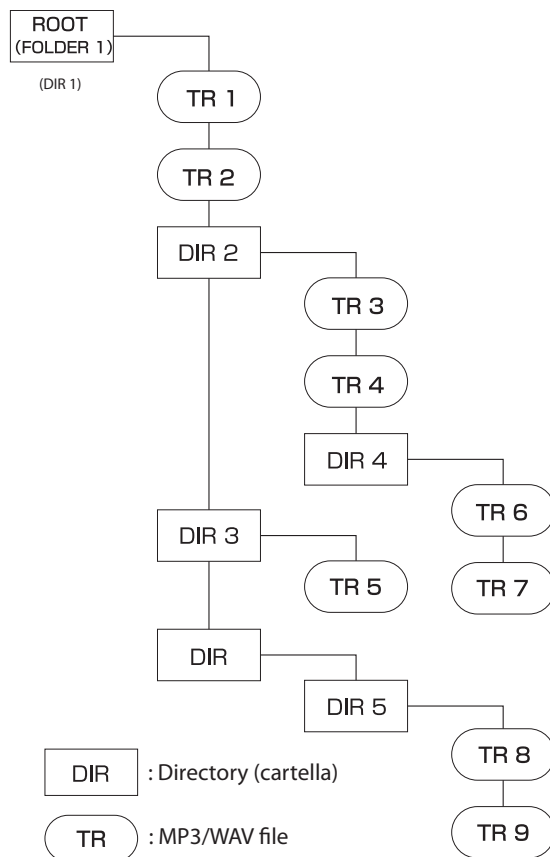 ROOT
(FOLDER 1)
(DIR 1)
TR 1
TR 2
DIR 2
TR 3
TR 4
DIR 4
TR 6
DIR 3
TR 5
TR 7
DIR
DIR 5
TR 8
DIR : Directory (cartella)
TR 9
TR : MP3/WAV file